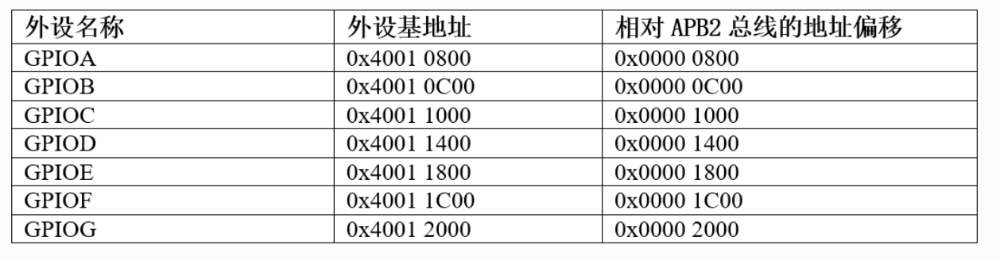 外设名称 外设基地址 相对 APB2 总线的地址偏移
GPIOA 0x4001 0800 0x0000 0800
GPIOB 0x4001 0C00 0x0000 0C00
GPIOC 0x4001 1000 0x0000 1000
GPIOD 0x4001 1400 0x0000 1400
GPIOE 0x4001 1800 0x0000 1800
GPIOF 0x4001 1C00 0x0000 1C00
GPIOG 0x4001 2000 0x0000 2000